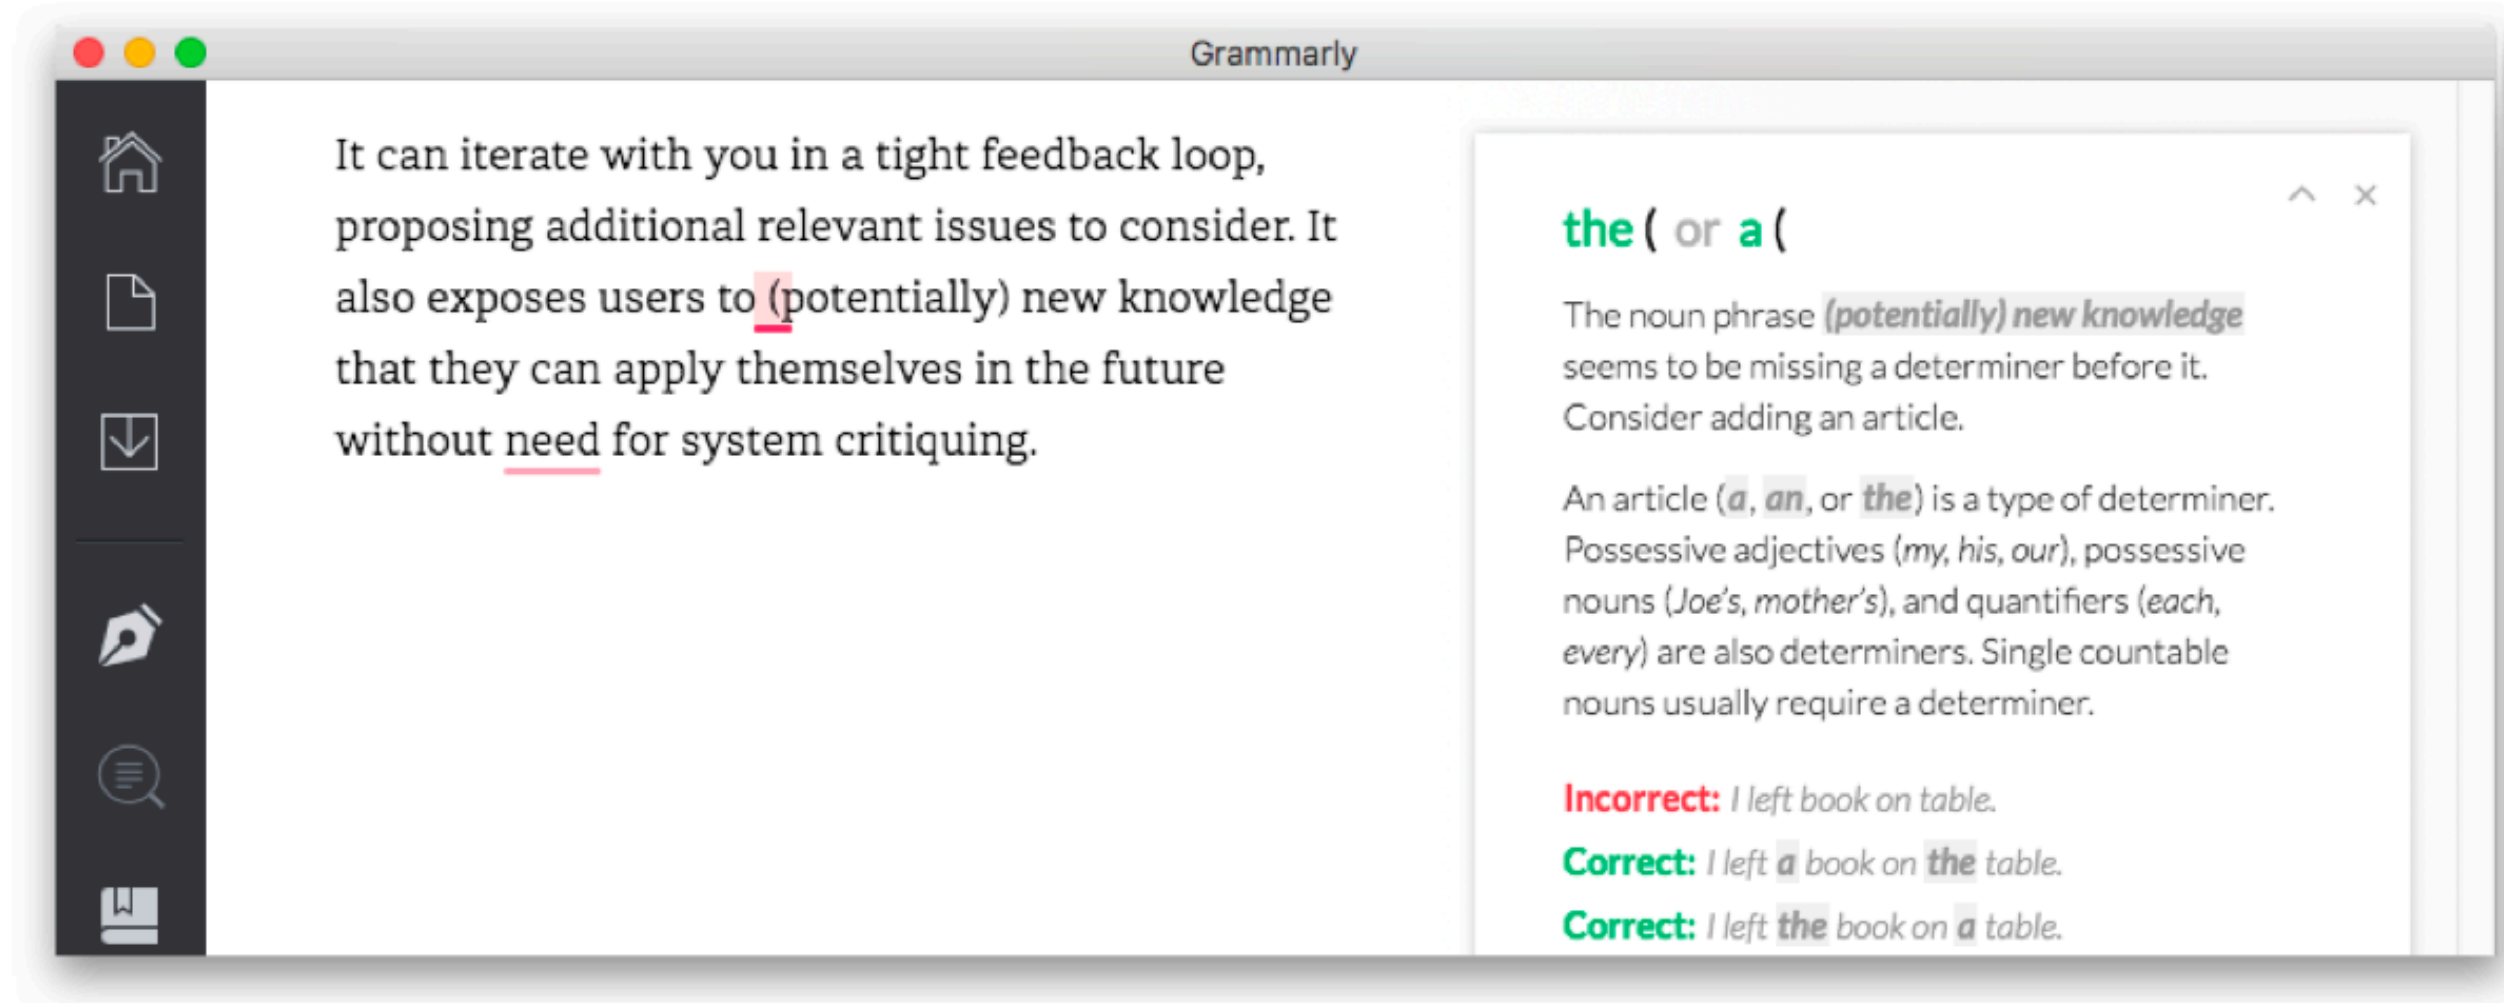 Grammarly
It can iterate with you in a tight feedback loop,
proposing additional relevant issues to consider. It
also exposes users to (potentially) new knowledge
that they can apply themselves in the future
without need for system critiquing.
the ( or a (
The noun phrase (potentially) new knowledge
seems to be missing a determiner before it.
Consider adding an article.
An article (a, an, or the) is a type of determiner.
Possessive adjectives (my, his, our), possessive
nouns (Joe's, mother's), and quantifiers (each,
every) are also determiners. Single countable
nouns usually require a determiner.
Incorrect: I left book on table.
Correct: I left a book on the table.
Correct: I left the book on a table.